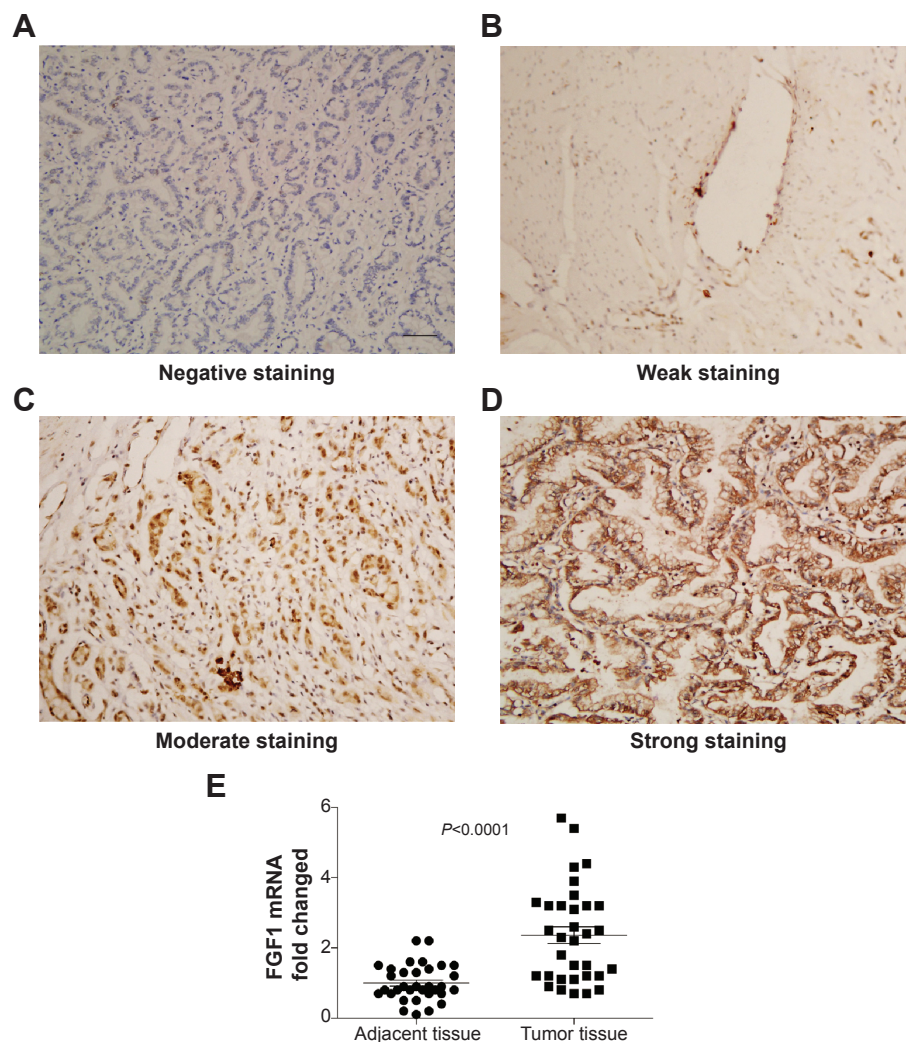 A
B
Negative staining
Weak staining
C
D
Moderate staining
Strong staining
E
6
4
2
0
FGF1 mRNA
fold changed
P<0.0001
Adjacent tissue
Tumor tissue